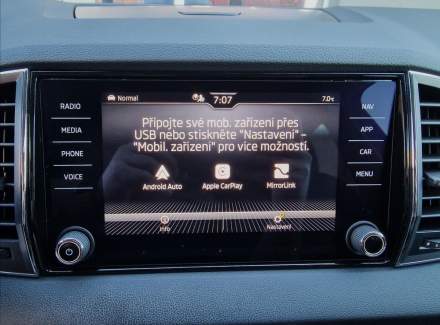 Normal 7:07 7.0°C
RADIO
MEDIA
PHONE
VOICE
Připojte své mob. zařízení přes
USB nebo stiskněte "Nastavení" -
"Mobil. zařízení" pro více možností.
Android Auto Apple CarPlay MirrorLink
Info Nastavení
NAV
APP
CAR
MENU